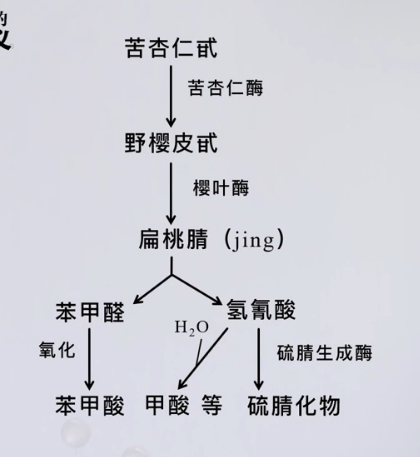 的
苦杏仁甙
苦杏仁酶
野樱皮甙
樱叶酶
扁桃腈（jing）
苯甲醛 氢氰酸
H₂O
氧化 硫腈生成酶
苯甲酸 甲酸 等 硫腈化物